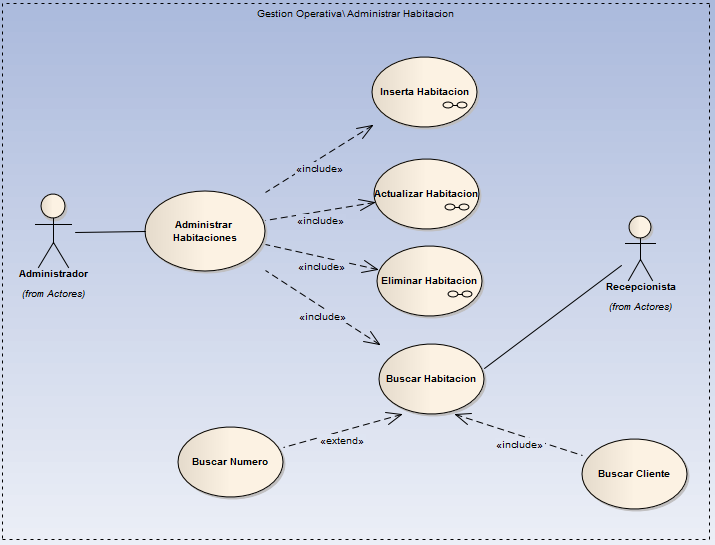 Gestion Operativa\ Administrar Habitacion
Inserta Habitacion
«include»
Actualizar Habitacion
«include»
Administrar
Habitaciones
Administrador
(from Actores)
Eliminar Habitacion
«include»
Recepcionista
(from Actores)
«include»
Buscar Habitacion
«extend»
«include»
Buscar Numero
Buscar Cliente